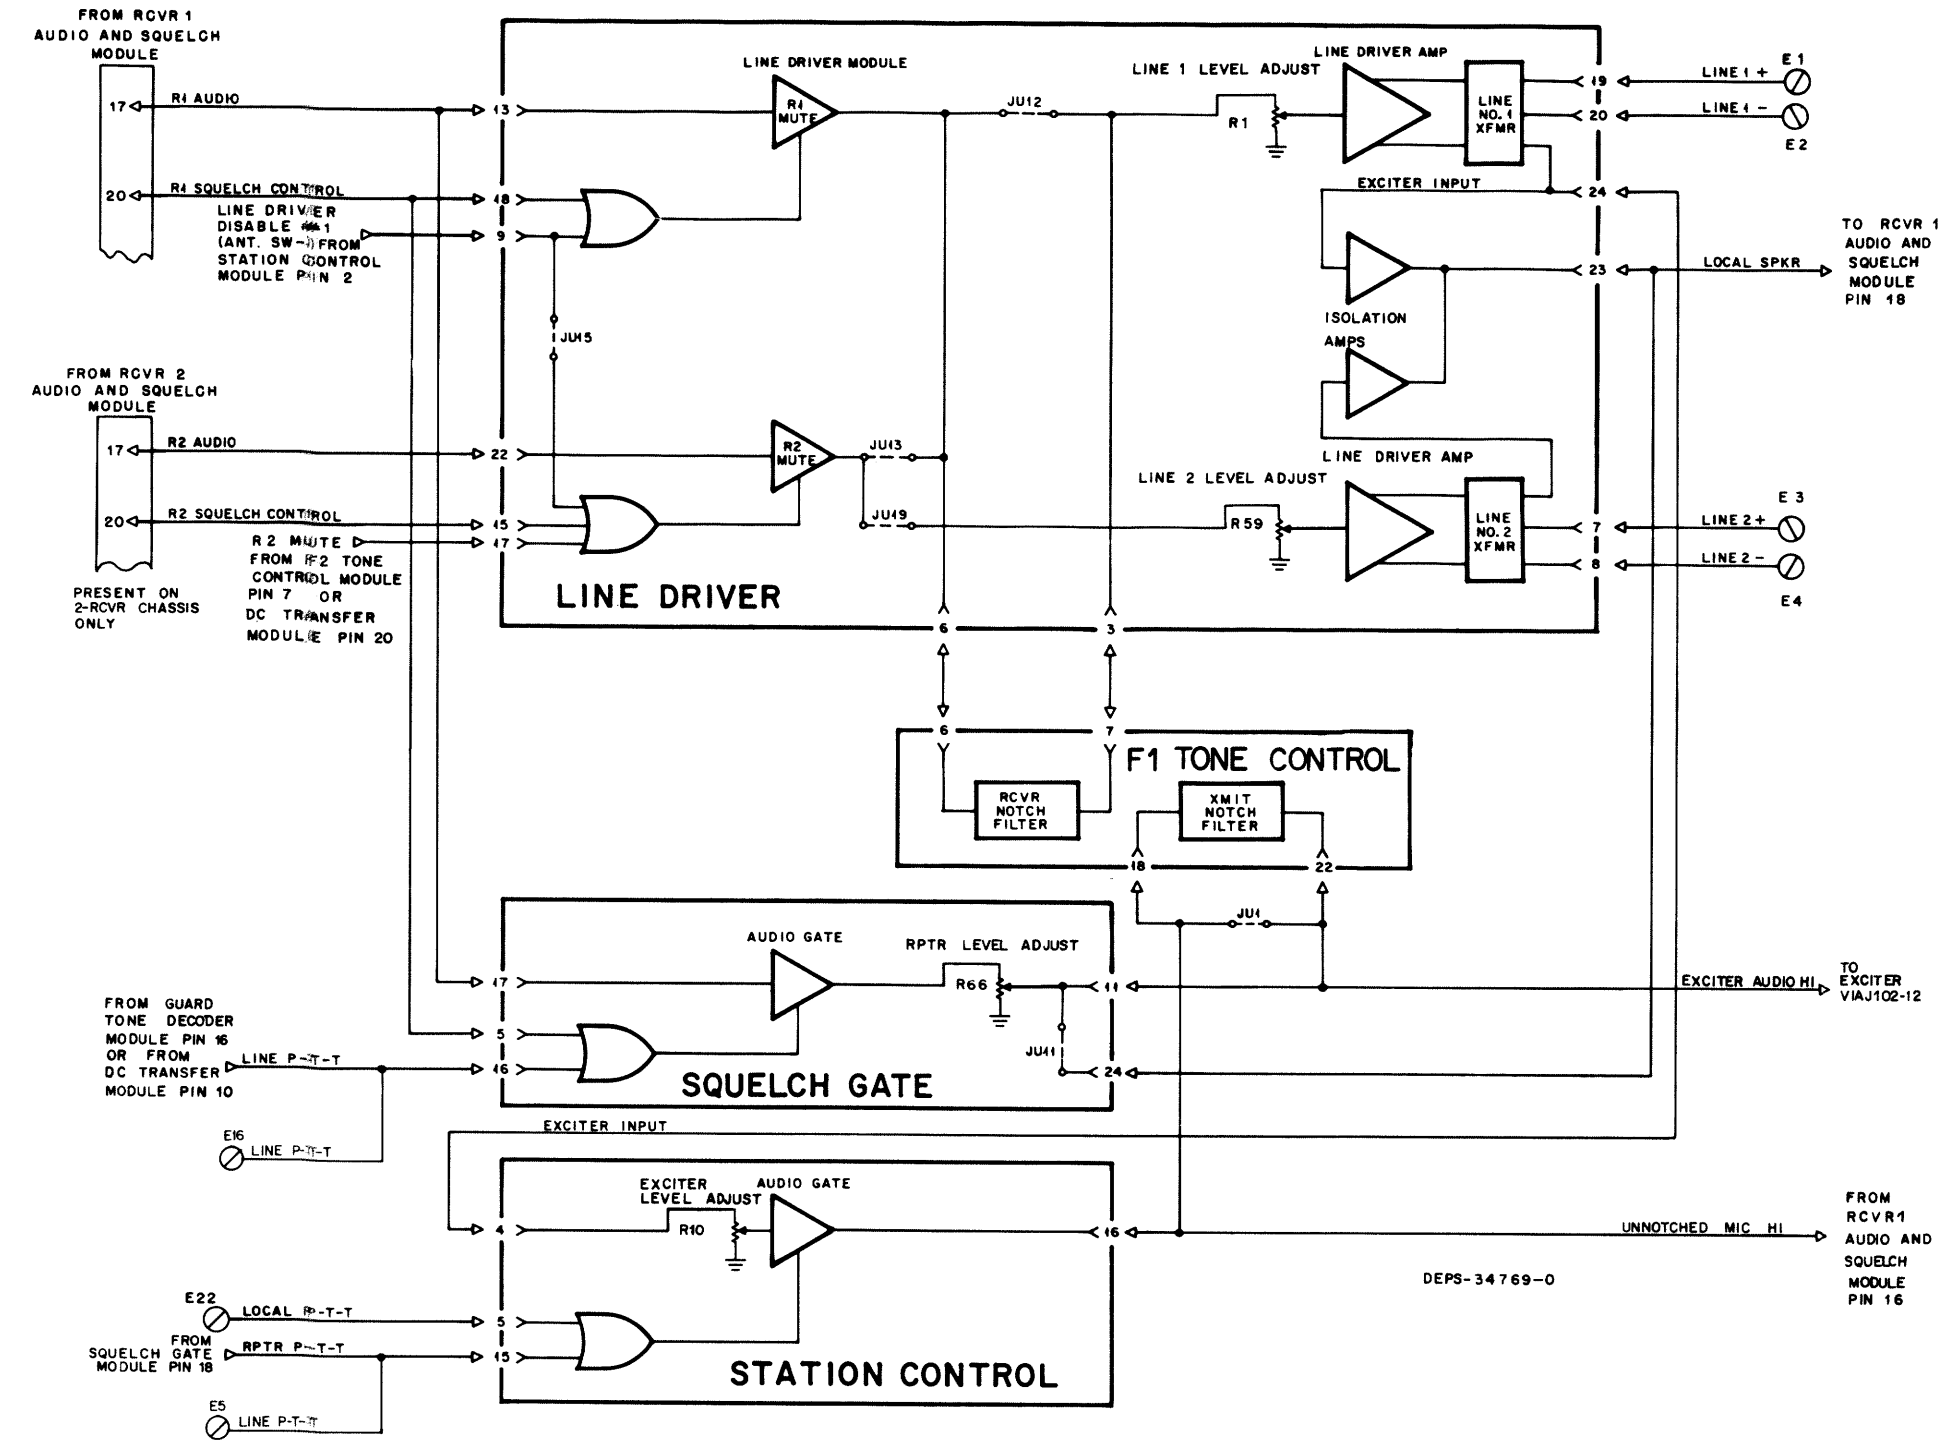 FROM RCVR 1
AUDIO AND SQUELCH
MODULE
17
R1 AUDIO
20
R1 SQUELCH CONTROL
LINE DRIVER
DISABLE 1
(ANT. SW-1) FROM
STATION CONTROL
MODULE PIN 2
FROM RCVR 2
AUDIO AND SQUELCH
MODULE
17
R2 AUDIO
20
R2 SQUELCH CONTROL
R2 MUTE
FROM F2 TONE
CONTROL MODULE
PIN 7 OR
DC TRANSFER
MODULE PIN 20
PRESENT ON
2-RCVR CHASSIS
ONLY
13
18
9
22
15
17
LINE DRIVER MODULE
R1
MUTE
JU15
R2
MUTE
JU12
JU13
JU19
LINE DRIVER
LINE 1 LEVEL ADJUST
R1
LINE DRIVER AMP
LINE
NO. 1
XFMR
EXCITER INPUT
ISOLATION
AMPS
LINE DRIVER AMP
LINE 2 LEVEL ADJUST
R59
LINE
NO. 2
XFMR
19
20
24
23
7
8
LINE 1 +
E1
LINE 1 -
E2
LOCAL SPKR
TO RCVR 1
AUDIO AND
SQUELCH
MODULE
PIN 18
LINE 2 +
E3
LINE 2 -
E4
6
3
6
7
F1 TONE CONTROL
RCVR
NOTCH
FILTER
XMIT
NOTCH
FILTER
18
22
JU1
AUDIO GATE
RPTR LEVEL ADJUST
R66
17
5
16
11
JU11
24
SQUELCH GATE
FROM GUARD
TONE DECODER
MODULE PIN 16
OR FROM
DC TRANSFER
MODULE PIN 10
LINE P-T-T
E16
LINE P-T-T
EXCITER AUDIO HI
TO
EXCITER
VIAJ102-12
EXCITER INPUT
EXCITER
LEVEL ADJUST
AUDIO GATE
R10
4
5
15
16
STATION CONTROL
E22
LOCAL P-T-T
FROM
SQUELCH GATE
MODULE PIN 18
RPTR P-T-T
E5
LINE P-T-T
UNNOTCHED MIC HI
FROM
RCVR1
AUDIO AND
SQUELCH
MODULE
PIN 16
DEPS-34769-0